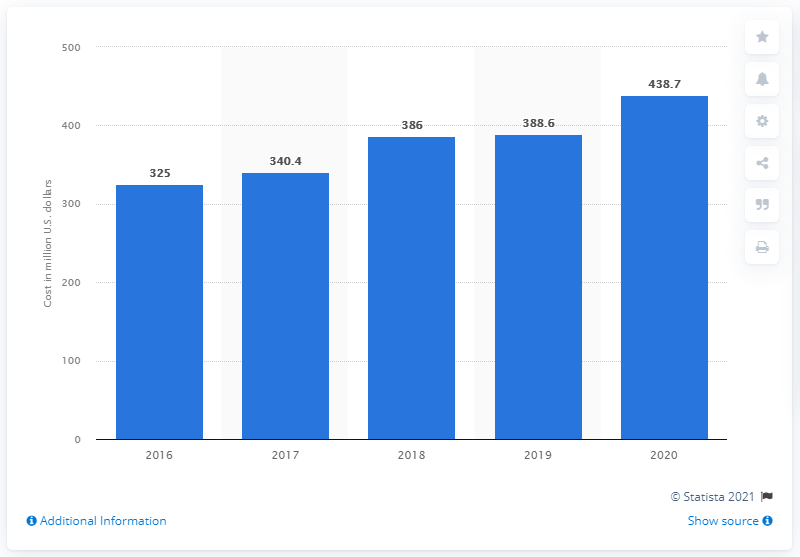 500
400
300
200
100
0
Cost in million U.S. dollars
325
340.4
386
388.6
438.7
2016 2017 2018 2019 2020
© Statista 2021
Additional Information
Show source